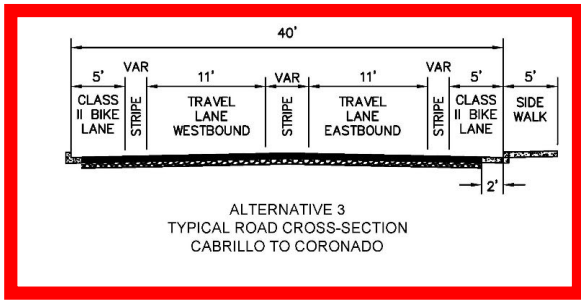 40'
5' VAR 11' VAR 11' VAR 5' 5'
CLASS II BIKE LANE
STRIPE
TRAVEL LANE WESTBOUND
STRIPE
TRAVEL LANE EASTBOUND
STRIPE
CLASS II BIKE LANE
SIDE WALK
2'
ALTERNATIVE 3
TYPICAL ROAD CROSS-SECTION
CABRILLO TO CORONADO